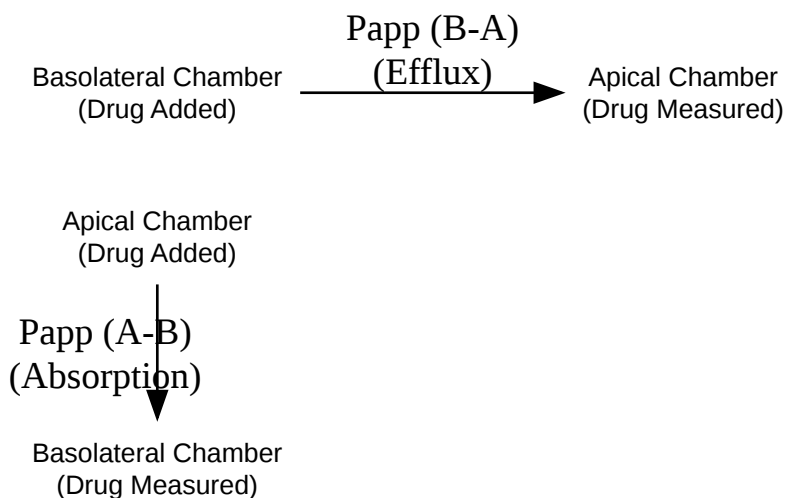 Papp (B-A)
(Efflux)
Basolateral Chamber
(Drug Added)
Apical Chamber
(Drug Measured)
Apical Chamber
(Drug Added)
Papp (A-B)
(Absorption)
Basolateral Chamber
(Drug Measured)